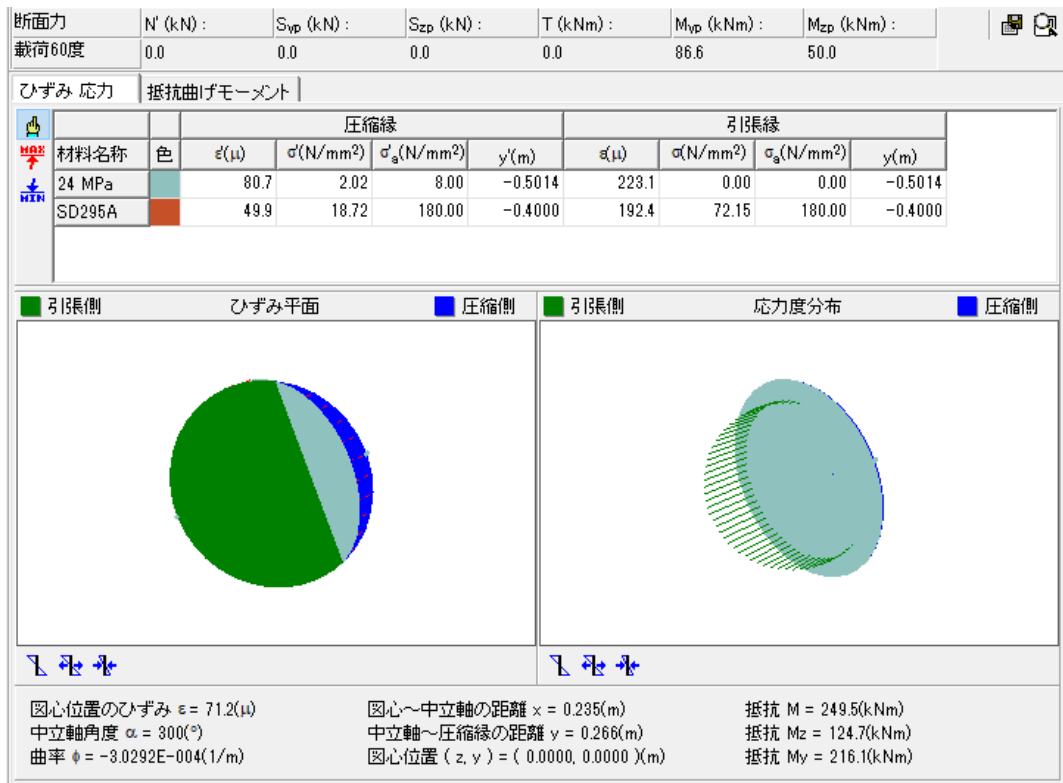 断面力 N' (kN) : Syp (kN) : Szp (kN) : T (kNm) : Myp (kNm) : Mzp (kNm) :
載荷60度 0.0 0.0 0.0 0.0 86.6 50.0
ひずみ 応力 抵抗曲げモーメント
圧縮縁 引張縁
MAX 材料名称 色 ε'(μ) σ'(N/mm²) σ'a(N/mm²) y'(m) ε(μ) σ(N/mm²) σa(N/mm²) y(m)
MIN 24 MPa 80.7 2.02 8.00 -0.5014 223.1 0.00 0.00 -0.5014
SD295A 49.9 18.72 180.00 -0.4000 192.4 72.15 180.00 -0.4000
引張側 ひずみ平面 圧縮側 引張側 応力度分布 圧縮側
図心位置のひずみ ε = 71.2(μ) 図心~中立軸の距離 x = 0.235(m) 抵抗 M = 249.5(kNm)
中立軸角度 α = 300(°) 中立軸~圧縮縁の距離 y = 0.266(m) 抵抗 Mz = 124.7(kNm)
曲率 φ = -3.0292E-004(1/m) 図心位置 ( z, y ) = ( 0.0000, 0.0000 )(m) 抵抗 My = 216.1(kNm)